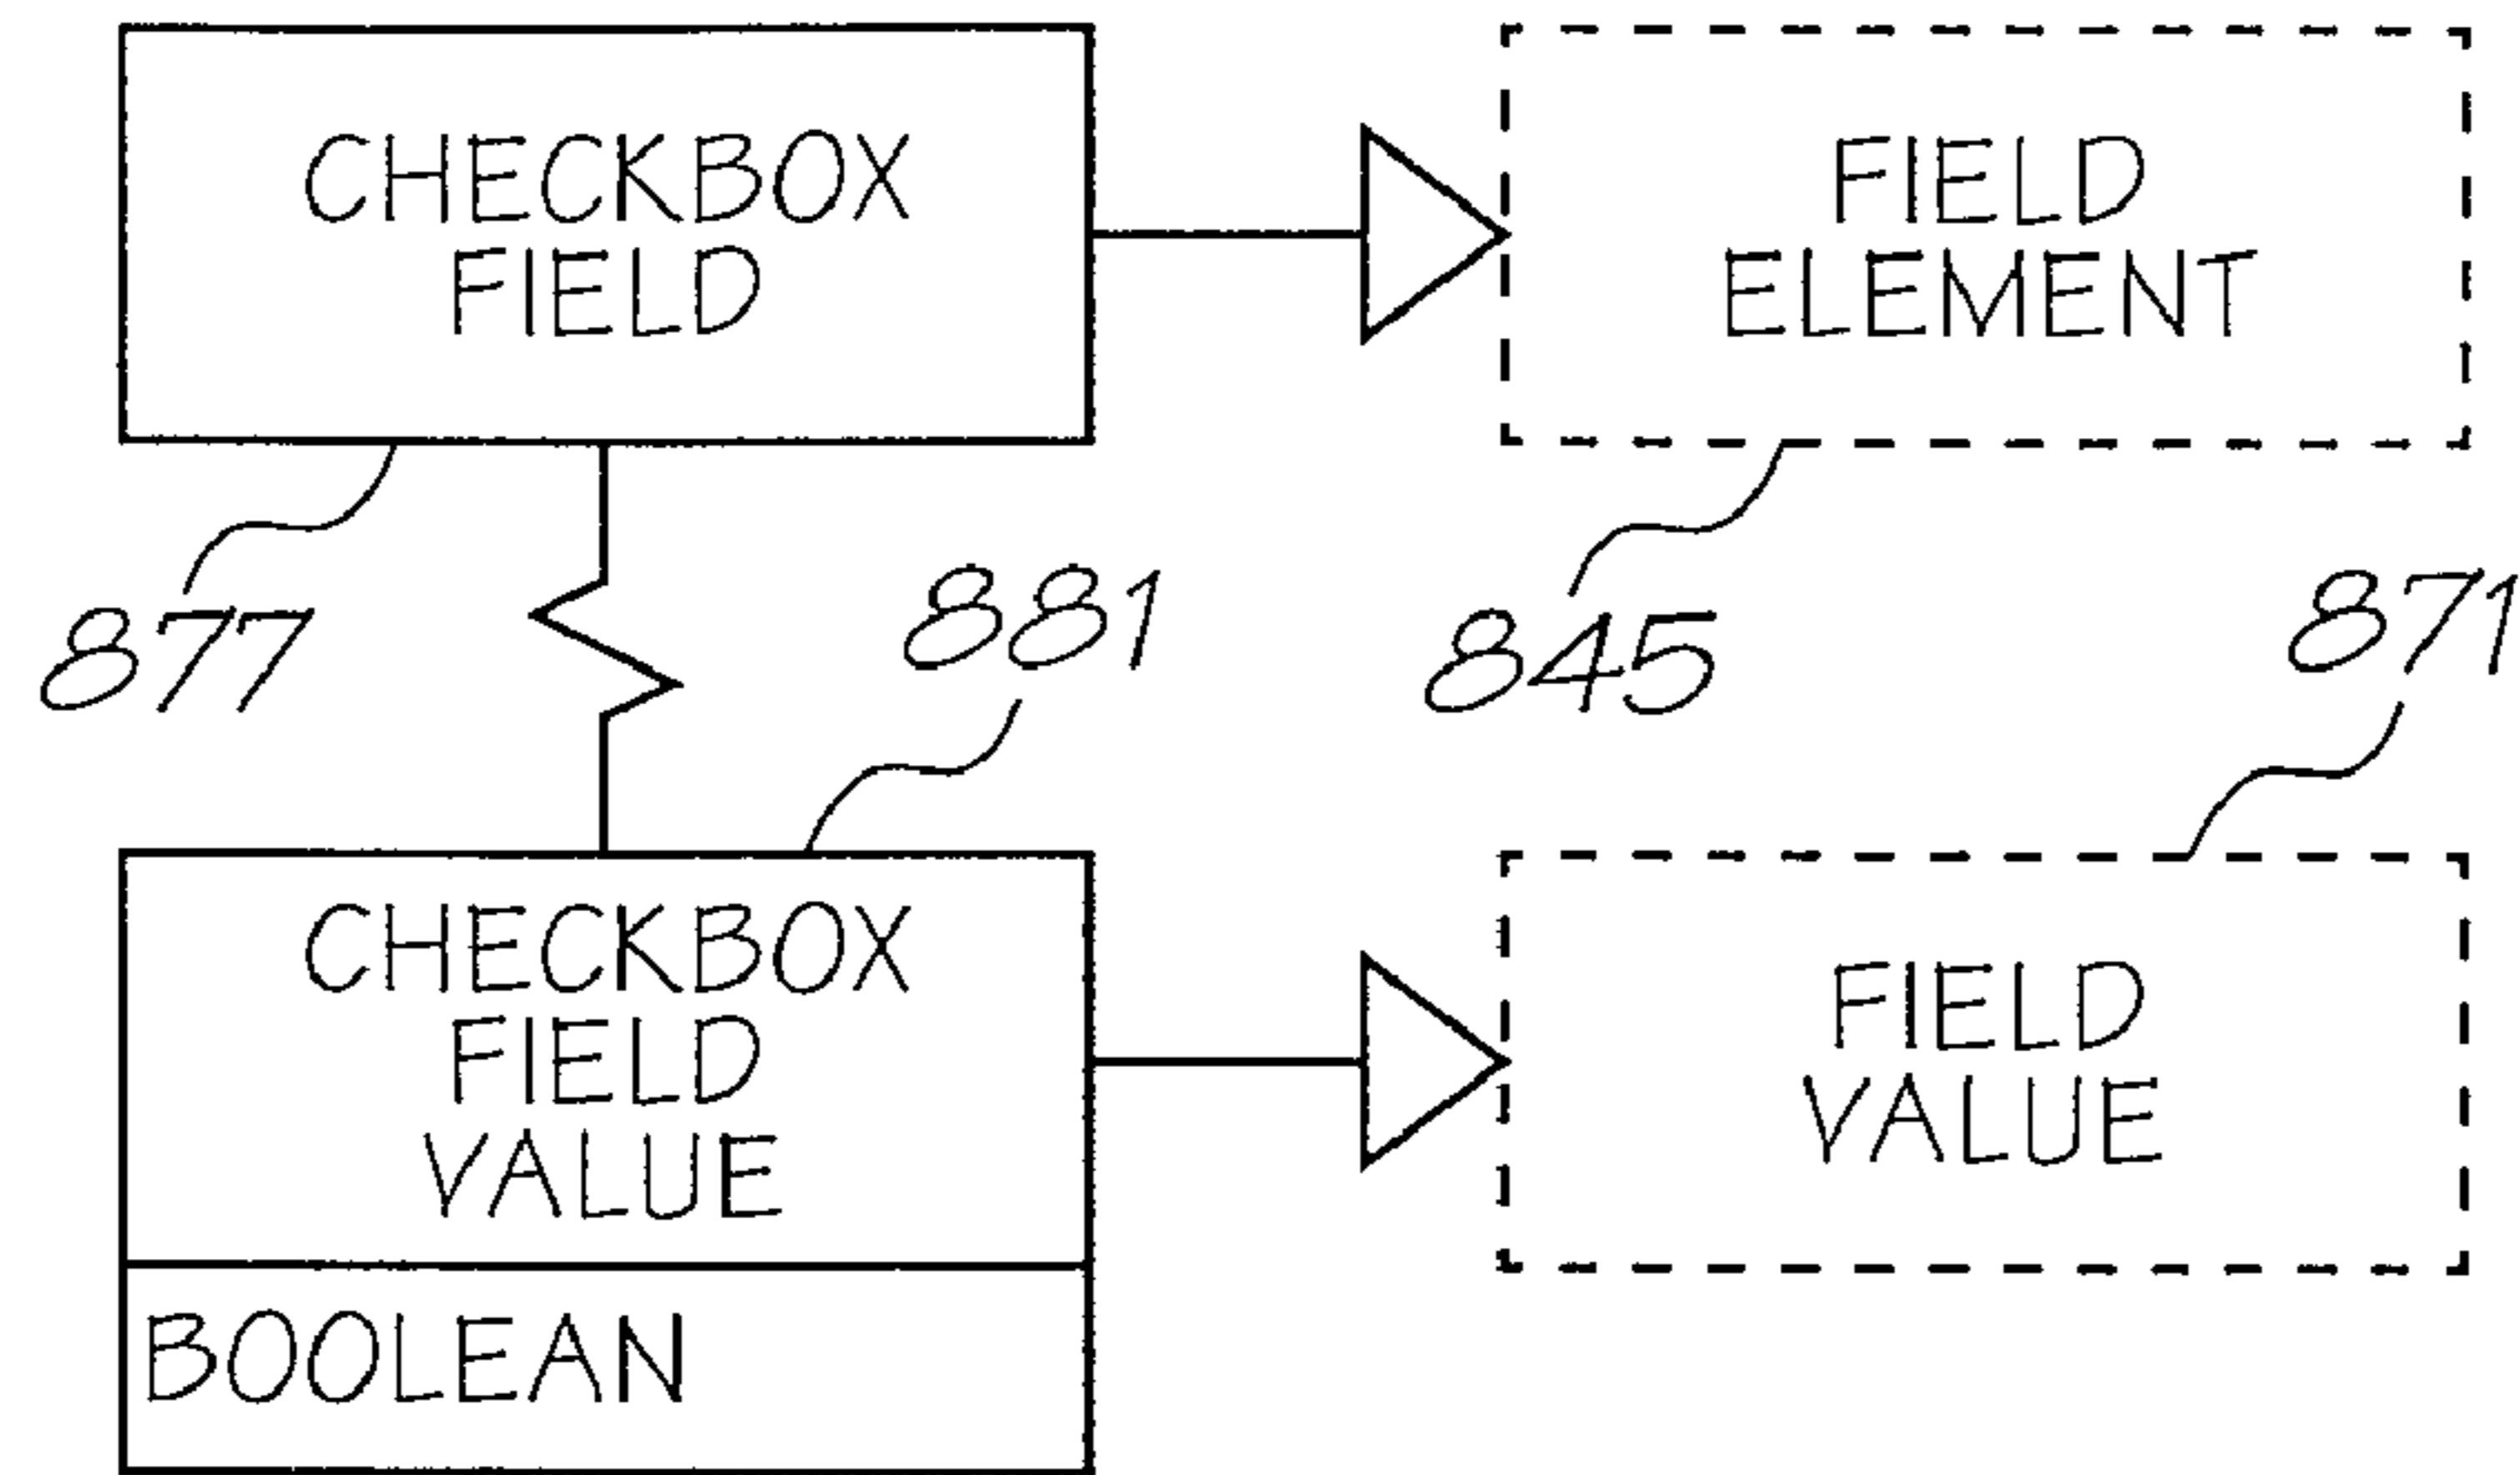 CHECKBOX
FIELD
FIELD
ELEMENT
877
881
845
871
CHECKBOX
FIELD
VALUE
BOOLEAN
FIELD
VALUE